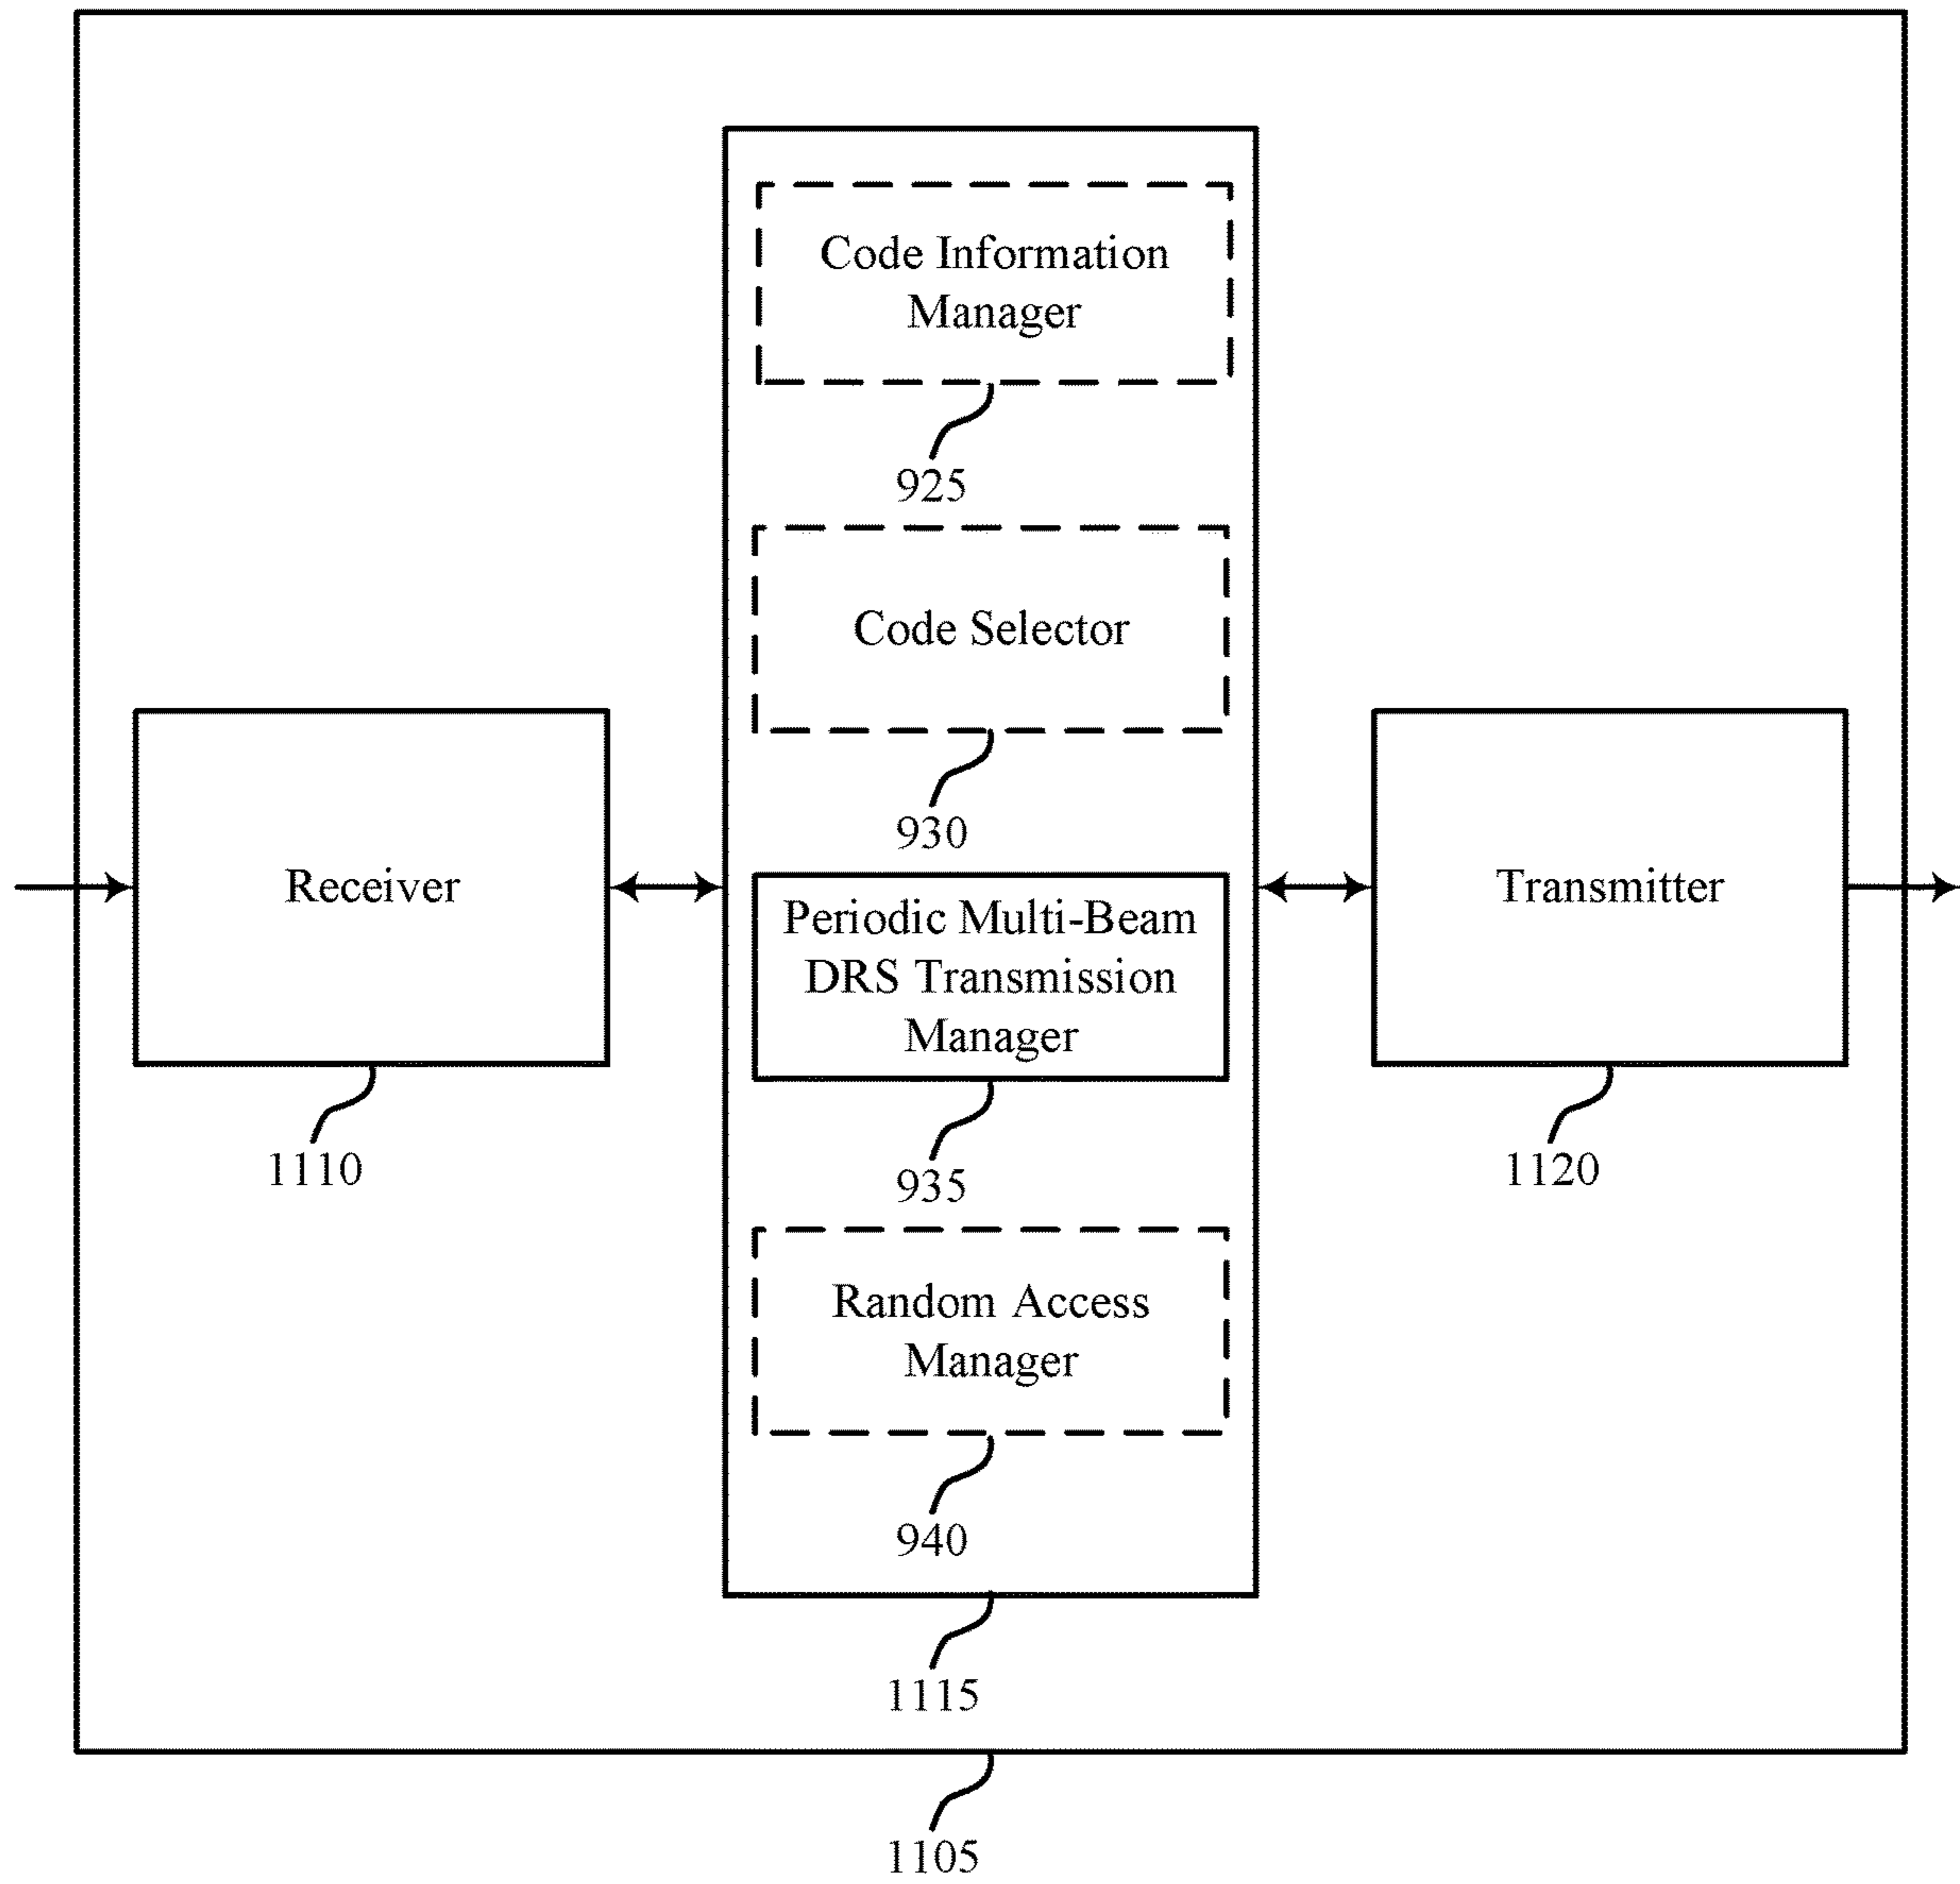 Code Information
Manager
925
Code Selector
930
Receiver
1110
Periodic Multi-Beam
DRS Transmission
Manager
935
Transmitter
1120
Random Access
Manager
940
1115
1105